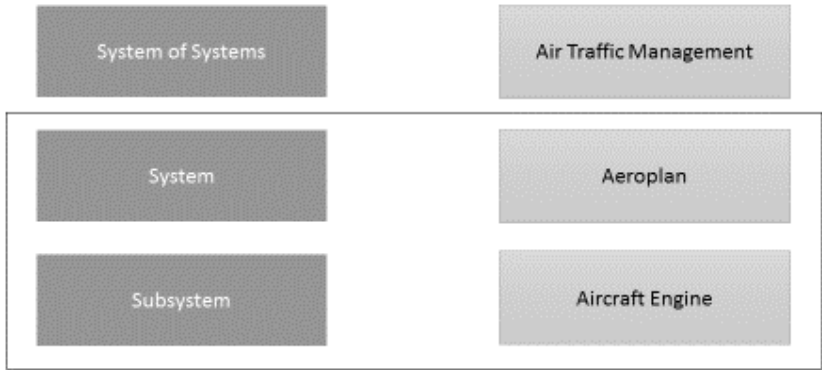 System of Systems
Air Traffic Management
System
Aeroplan
Subsystem
Aircraft Engine